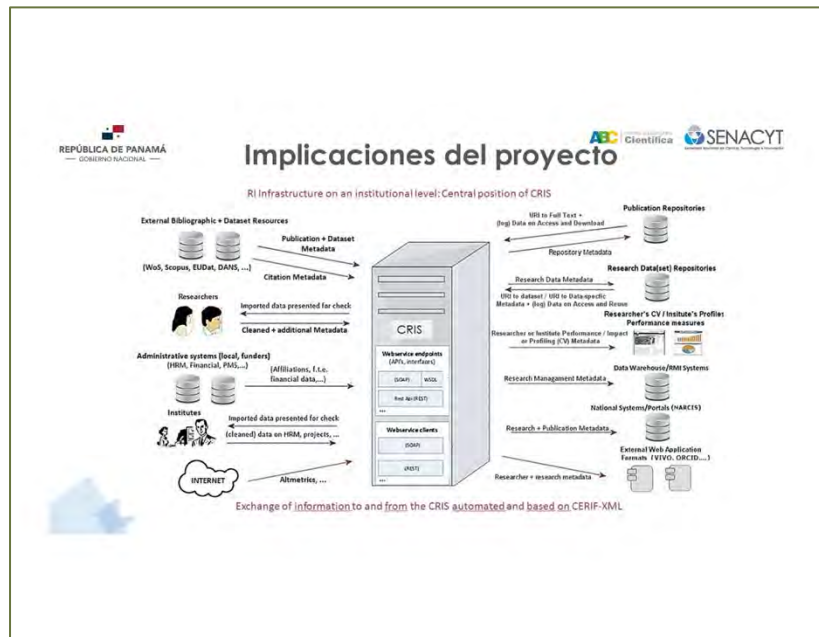 REPÚBLICA DE PANAMÁ
— GOBIERNO NACIONAL —
Implicaciones del proyecto
ABC
Científica
SENACYT
RI Infrastructure on an institutional level: Central position of CRIS
External Bibliographic + Dataset Resources
(WoS, Scopus, EUDat, DANS, ...)
Publication + Dataset
Metadata
Citation Metadata
Researchers
Imported data presented for check
Cleaned + additional Metadata
Administrative systems (local, funders)
(HRM, Financial, PMS,...)
(Affiliations, f.t.e.
financial data,...)
Institutes
Imported data presented for check
(cleaned) data on HRM, projects, ...
INTERNET
Altmetrics, ...
CRIS
Webservice endpoints
(APIs, interfaces)
(SOAP)
WSDL
Rest Api (REST)
...
Webservice clients
(SOAP)
(REST)
...
Publication Repositories
URI to Full Text +
(log) Data on Access and Download
Repository Metadata
Research Data(set) Repositories
Research Data Metadata
URI to dataset / URI to Data-specific
Metadata + (log) Data on Access and Reuse
Researcher's CV / Insitute's Profiles
Performance measures
Researcher or Institute Performance / Impact
or Profiling (CV) Metadata
Data Warehouse/RMI Systems
Research Managament Metadata
National Systems/Portals (NARCIS)
Research + Publication Metadata
External Web Application
Formats (VIVO, ORCID,...)
Researcher + research metadata
Exchange of information to and from the CRIS automated and based on CERIF-XML